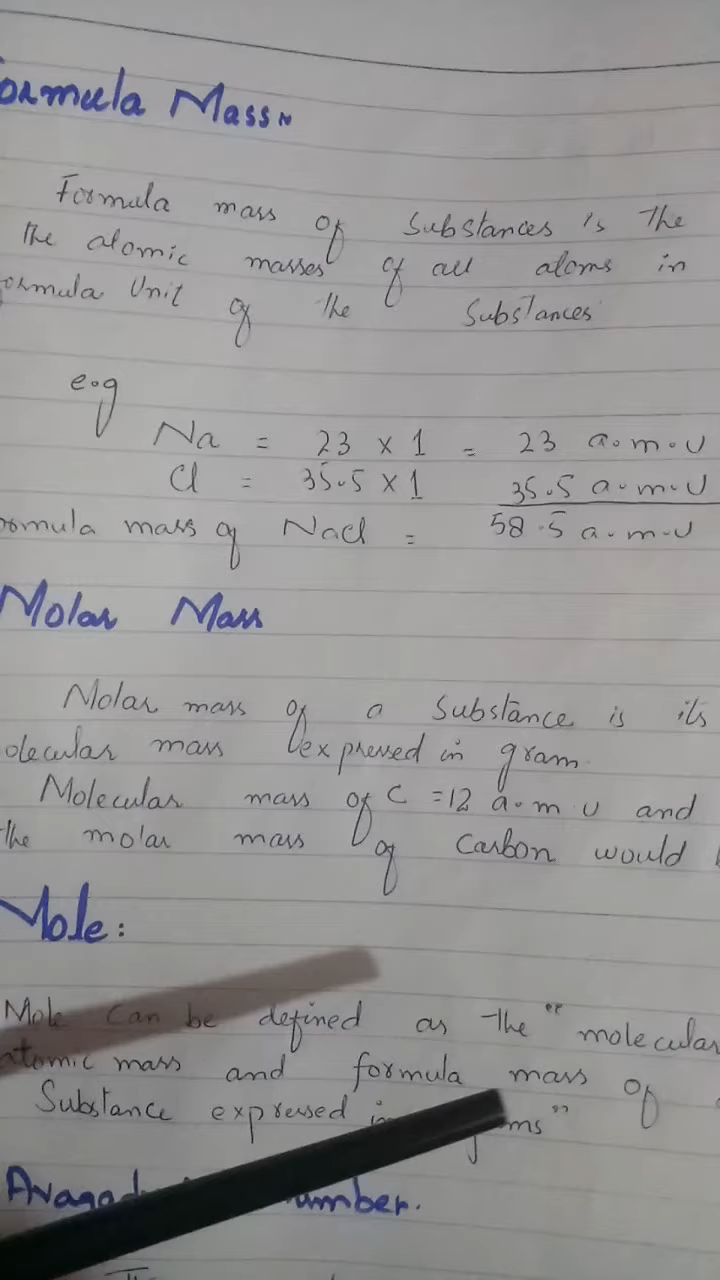 ormula Mass
Formula mass of Substances is the
the atomic masses of all atoms in
ormula Unit of the Substances
e.g
Na = 23 x 1 = 23 a.m.u
Cl = 35.5 x 1 35.5 a.m.u
ormula mass of Nacl = 58.5 a.m.u
Molar Mass
Molar mass of a Substance is its
olecular mass expressed in gram.
Molecular mass of C = 12 a.m u and
the molar mass of Carbon would
Mole:
Mole can be defined as the "molecular
atomic mass and formula mass of
Substance expressed ms"
Avagad umber.